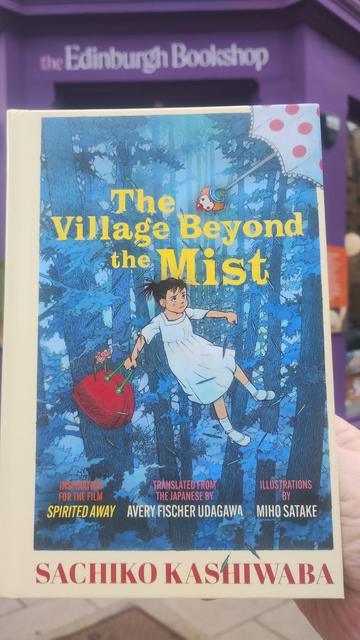 the Edinburgh Bookshop
The
Village Beyond
the Mist
INSPIRATION
FOR THE FILM
SPIRITED AWAY
TRANSLATED FROM
THE JAPANESE BY
AVERY FISCHER UDAGAWA
ILLUSTRATIONS
BY
MIHO SATAKE
SACHIKO KASHIWABA